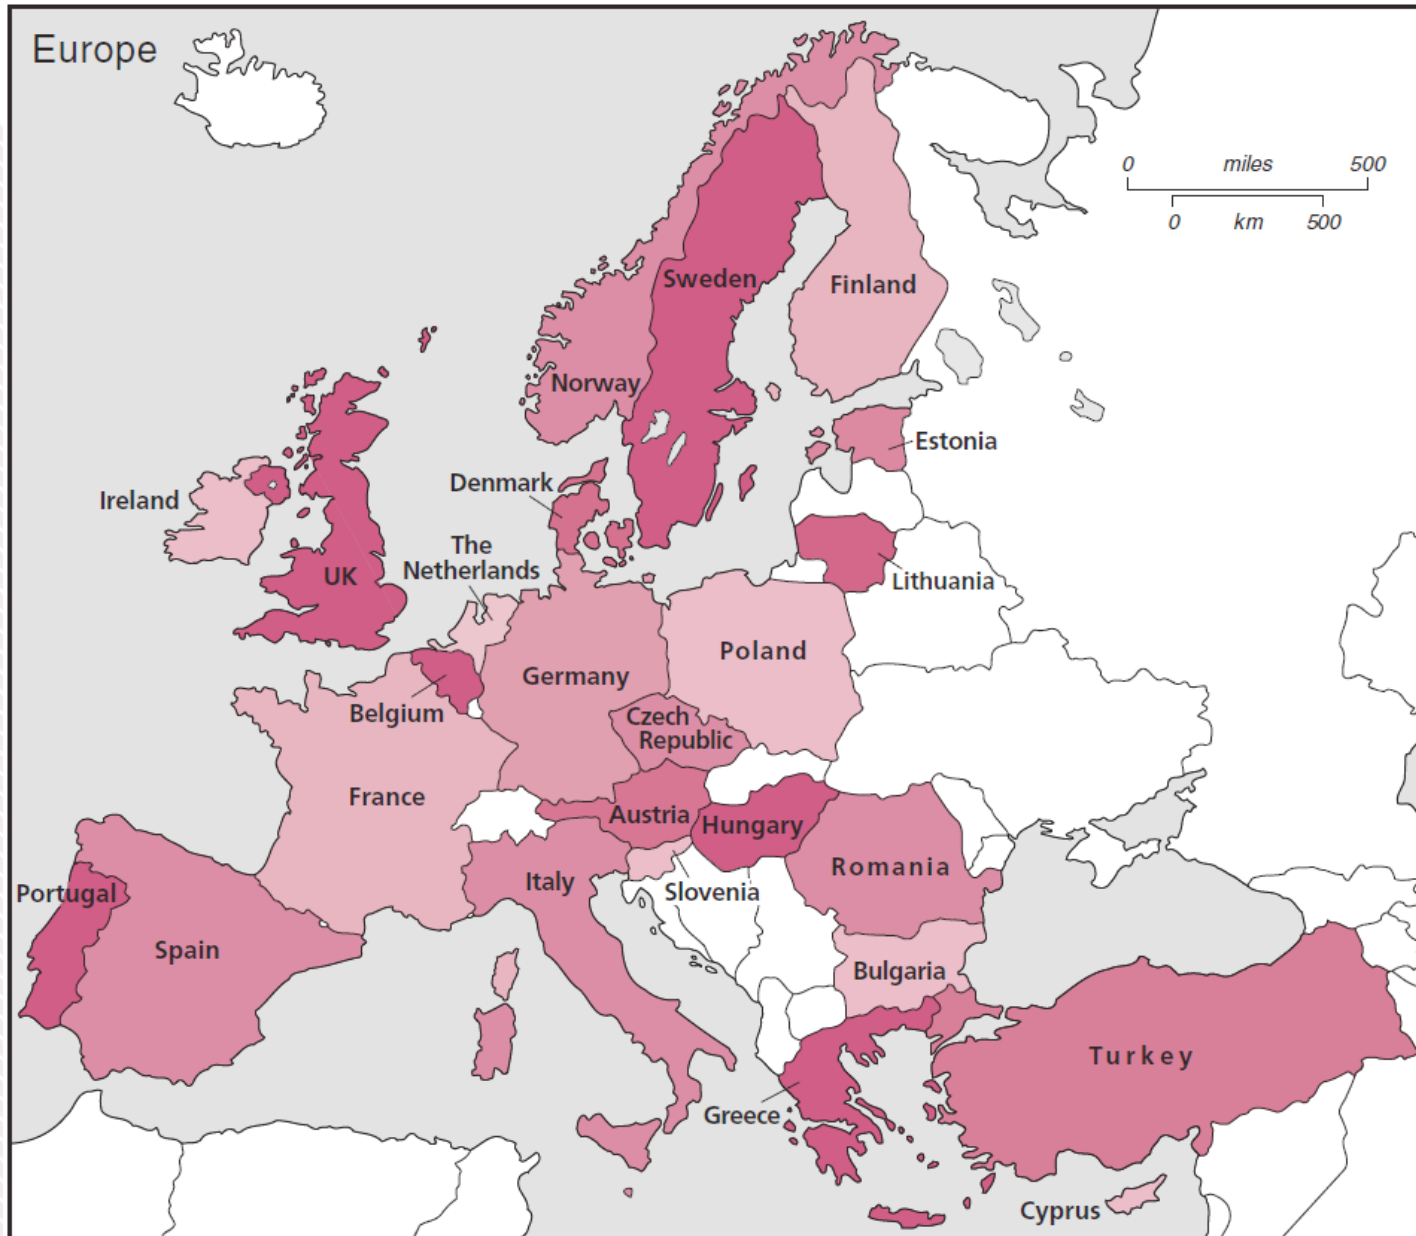 Europe
0 miles 500
0 km 500
Sweden
Finland
Norway
Estonia
Denmark
Ireland
The
Netherlands
UK
Lithuania
Poland
Germany
Belgium
Czech
Republic
France
Austria
Hungary
Romania
Italy
Portugal
Slovenia
Spain
Bulgaria
Turkey
Greece
Cyprus